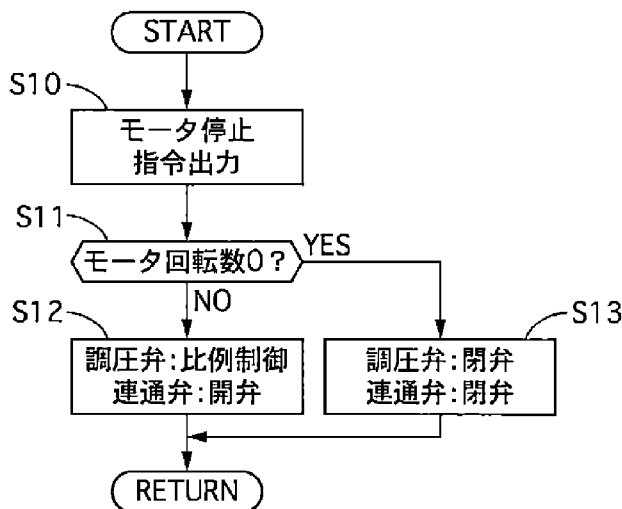 START
S10
モータ停止
指令出力
S11
モータ回転数0？
YES
NO
S12
調圧弁：比例制御
連通弁：開弁
S13
調圧弁：閉弁
連通弁：閉弁
RETURN